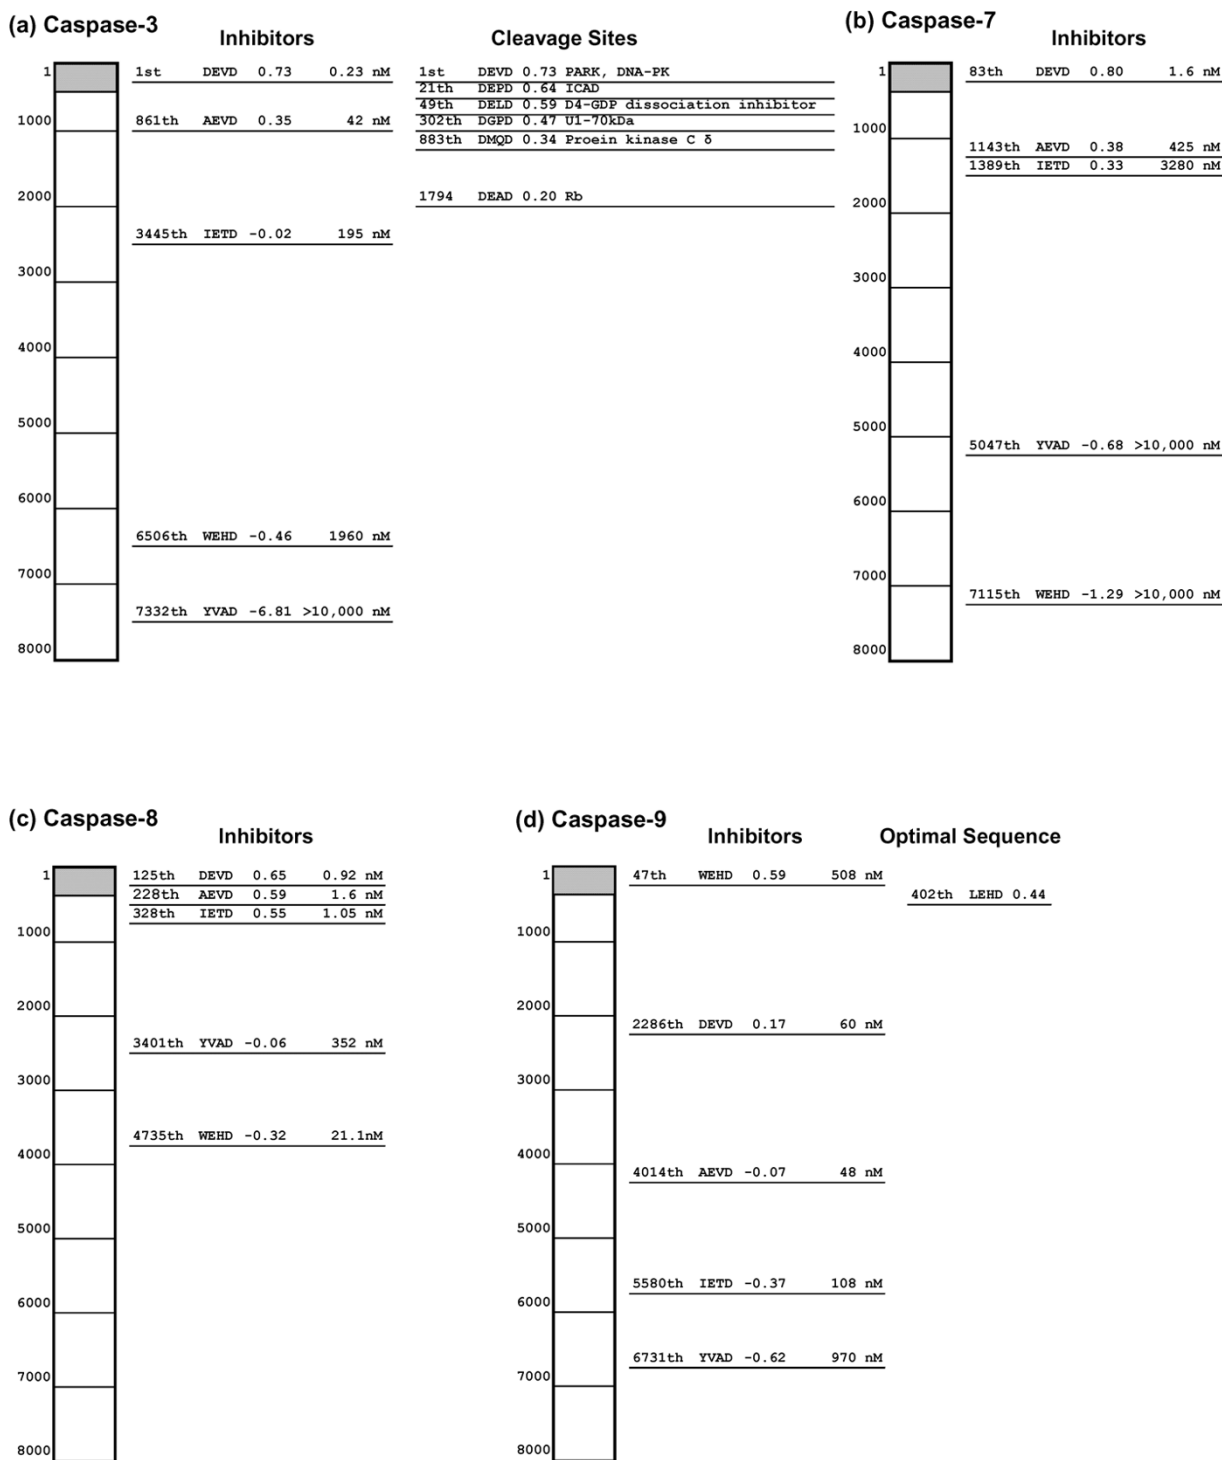 (a) Caspase-3
Inhibitors
Cleavage Sites
1
1000
2000
3000
4000
5000
6000
7000
8000
1st DEVD 0.73 0.23 nM
861th AEVD 0.35 42 nM
3445th IETD -0.02 195 nM
6506th WEHD -0.46 1960 nM
7332th YVAD -6.81 >10,000 nM
1st DEVD 0.73 PARK, DNA-PK
21th DEPD 0.64 ICAD
49th DELD 0.59 D4-GDP dissociation inhibitor
302th DGPD 0.47 U1-70kDa
883th DMQD 0.34 Proein kinase C δ
1794 DEAD 0.20 Rb
(b) Caspase-7
Inhibitors
1
1000
2000
3000
4000
5000
6000
7000
8000
83th DEVD 0.80 1.6 nM
1143th AEVD 0.38 425 nM
1389th IETD 0.33 3280 nM
5047th YVAD -0.68 >10,000 nM
7115th WEHD -1.29 >10,000 nM
(c) Caspase-8
Inhibitors
1
1000
2000
3000
4000
5000
6000
7000
8000
125th DEVD 0.65 0.92 nM
228th AEVD 0.59 1.6 nM
328th IETD 0.55 1.05 nM
3401th YVAD -0.06 352 nM
4735th WEHD -0.32 21.1nM
(d) Caspase-9
Inhibitors
Optimal Sequence
1
1000
2000
3000
4000
5000
6000
7000
8000
47th WEHD 0.59 508 nM
2286th DEVD 0.17 60 nM
4014th AEVD -0.07 48 nM
5580th IETD -0.37 108 nM
6731th YVAD -0.62 970 nM
402th LEHD 0.44